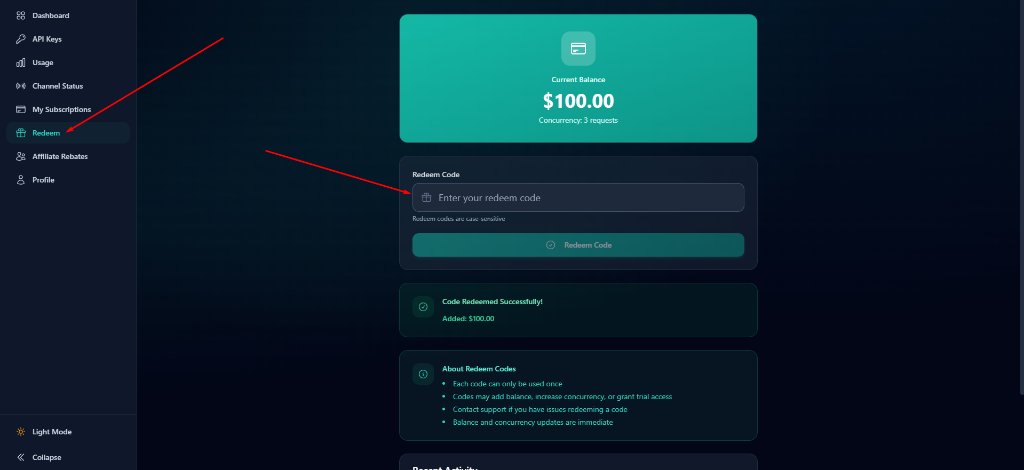 Dashboard
API Keys
Usage
Channel Status
My Subscriptions
Redeem
Affiliate Rebates
Profile
Light Mode
Collapse
Current Balance
$100.00
Concurrency: 3 requests
Redeem Code
Enter your redeem code
Redeem codes are case-sensitive
Redeem Code
Code Redeemed Successfully!
Added: $100.00
About Redeem Codes
Each code can only be used once
Codes may add balance, increase concurrency, or grant trial access
Contact support if you have issues redeeming a code
Balance and concurrency updates are immediate
Recent Activity